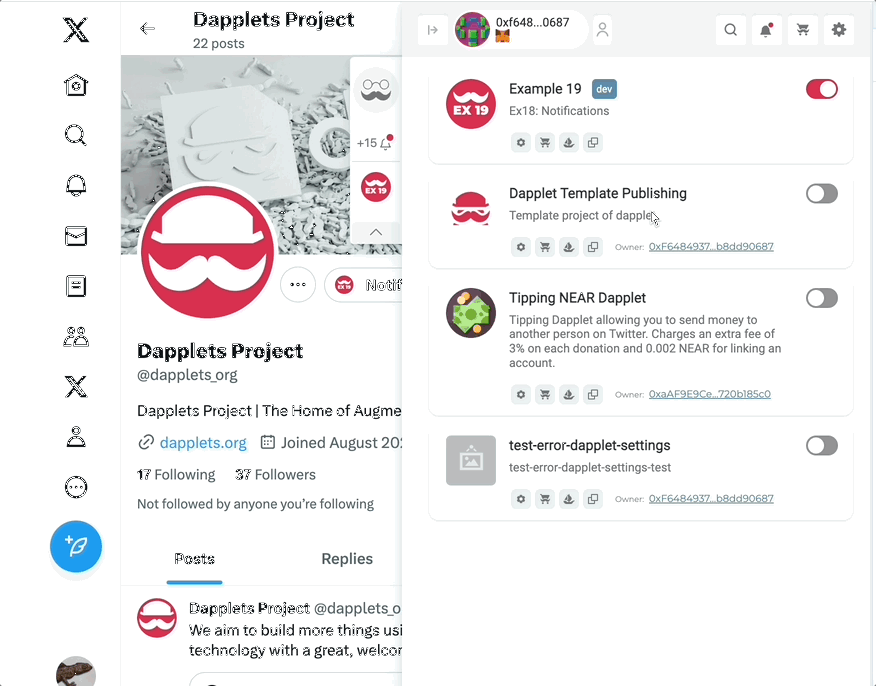 Dapplets Project
22 posts
+15
EX 19
Notif
Dapplets Project
@dapplets_org
Dapplets Project | The Home of Augme
dapplets.org
Joined August 202
17 Following
37 Followers
Not followed by anyone you're following
Posts
Replies
Dapplets Project @dapplets_o
We aim to build more things usi
technology with a great, welcom
0xf648...0687
EX 19
Example 19
dev
Ex18: Notifications
Dapplet Template Publishing
Template project of dapplet
Owner: 0xF6484937...b8dd90687
Tipping NEAR Dapplet
Tipping Dapplet allowing you to send money to
another person on Twitter. Charges an extra fee of
3% on each donation and 0.002 NEAR for linking an
account.
Owner: 0xaAF9E9Ce...720b185c0
test-error-dapplet-settings
test-error-dapplet-settings-test
Owner: 0xF6484937...b8dd90687